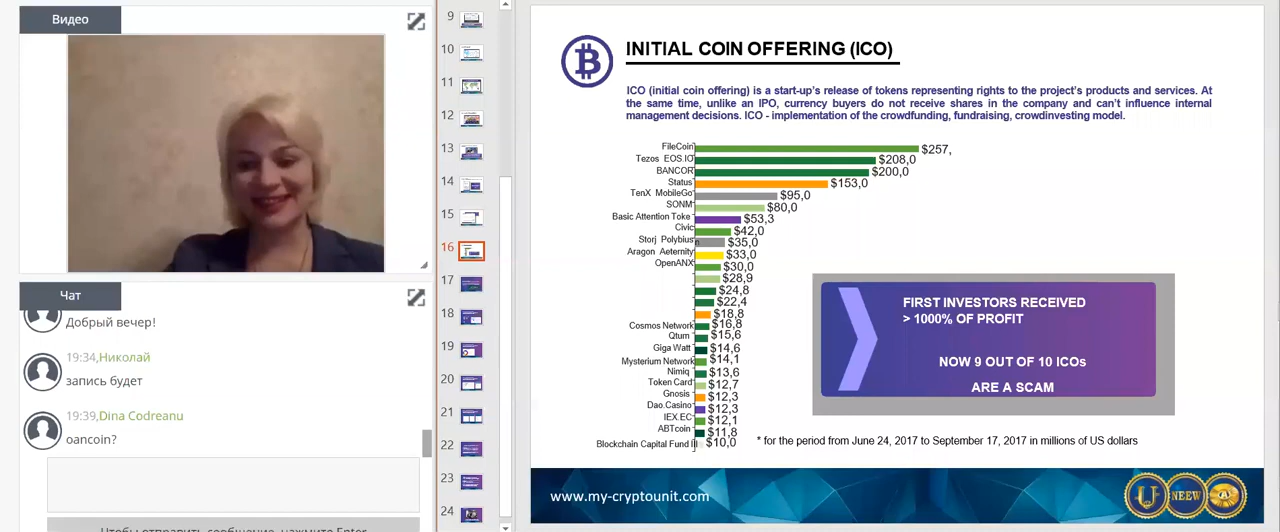 Видео
Чат
Добрый вечер!
19:34,Николай
запись будет
19:39,Dina Codreanu
oancoin?
Чтобы отправить сообщение, нажмите Enter
9
10
11
12
13
14
15
16
17
18
19
20
21
22
23
24
INITIAL COIN OFFERING (ICO)
ICO (initial coin offering) is a start-up's release of tokens representing rights to the project's products and services. At
the same time, unlike an IPO, currency buyers do not receive shares in the company and can't influence internal
management decisions. ICO - implementation of the crowdfunding, fundraising, crowdinvesting model.
FileCoin $257,
Tezos EOS.IO $208,0
BANCOR $200,0
Status $153,0
TenX MobileGo $95,0
SONM $80,0
Basic Attention Toke $53,3
Civic $42,0
Storj Polybius $35,0
Aragon Aeternity $33,0
OpenANX $30,0
$28,9
$24,8
$22,4
$18,8
Cosmos Network $16,8
Qtum $15,6
Giga Watt $14,6
Mysterium Network $14,1
Nimiq $13,6
Token Card $12,7
Gnosis $12,3
Dao.Casino $12,3
IEX.EC $12,1
ABTcoin $11,8
Blockchain Capital Fund III $10,0
FIRST INVESTORS RECEIVED
> 1000% OF PROFIT
NOW 9 OUT OF 10 ICOs
ARE A SCAM
* for the period from June 24, 2017 to September 17, 2017 in millions of US dollars
www.my-cryptounit.com
U
NEEW